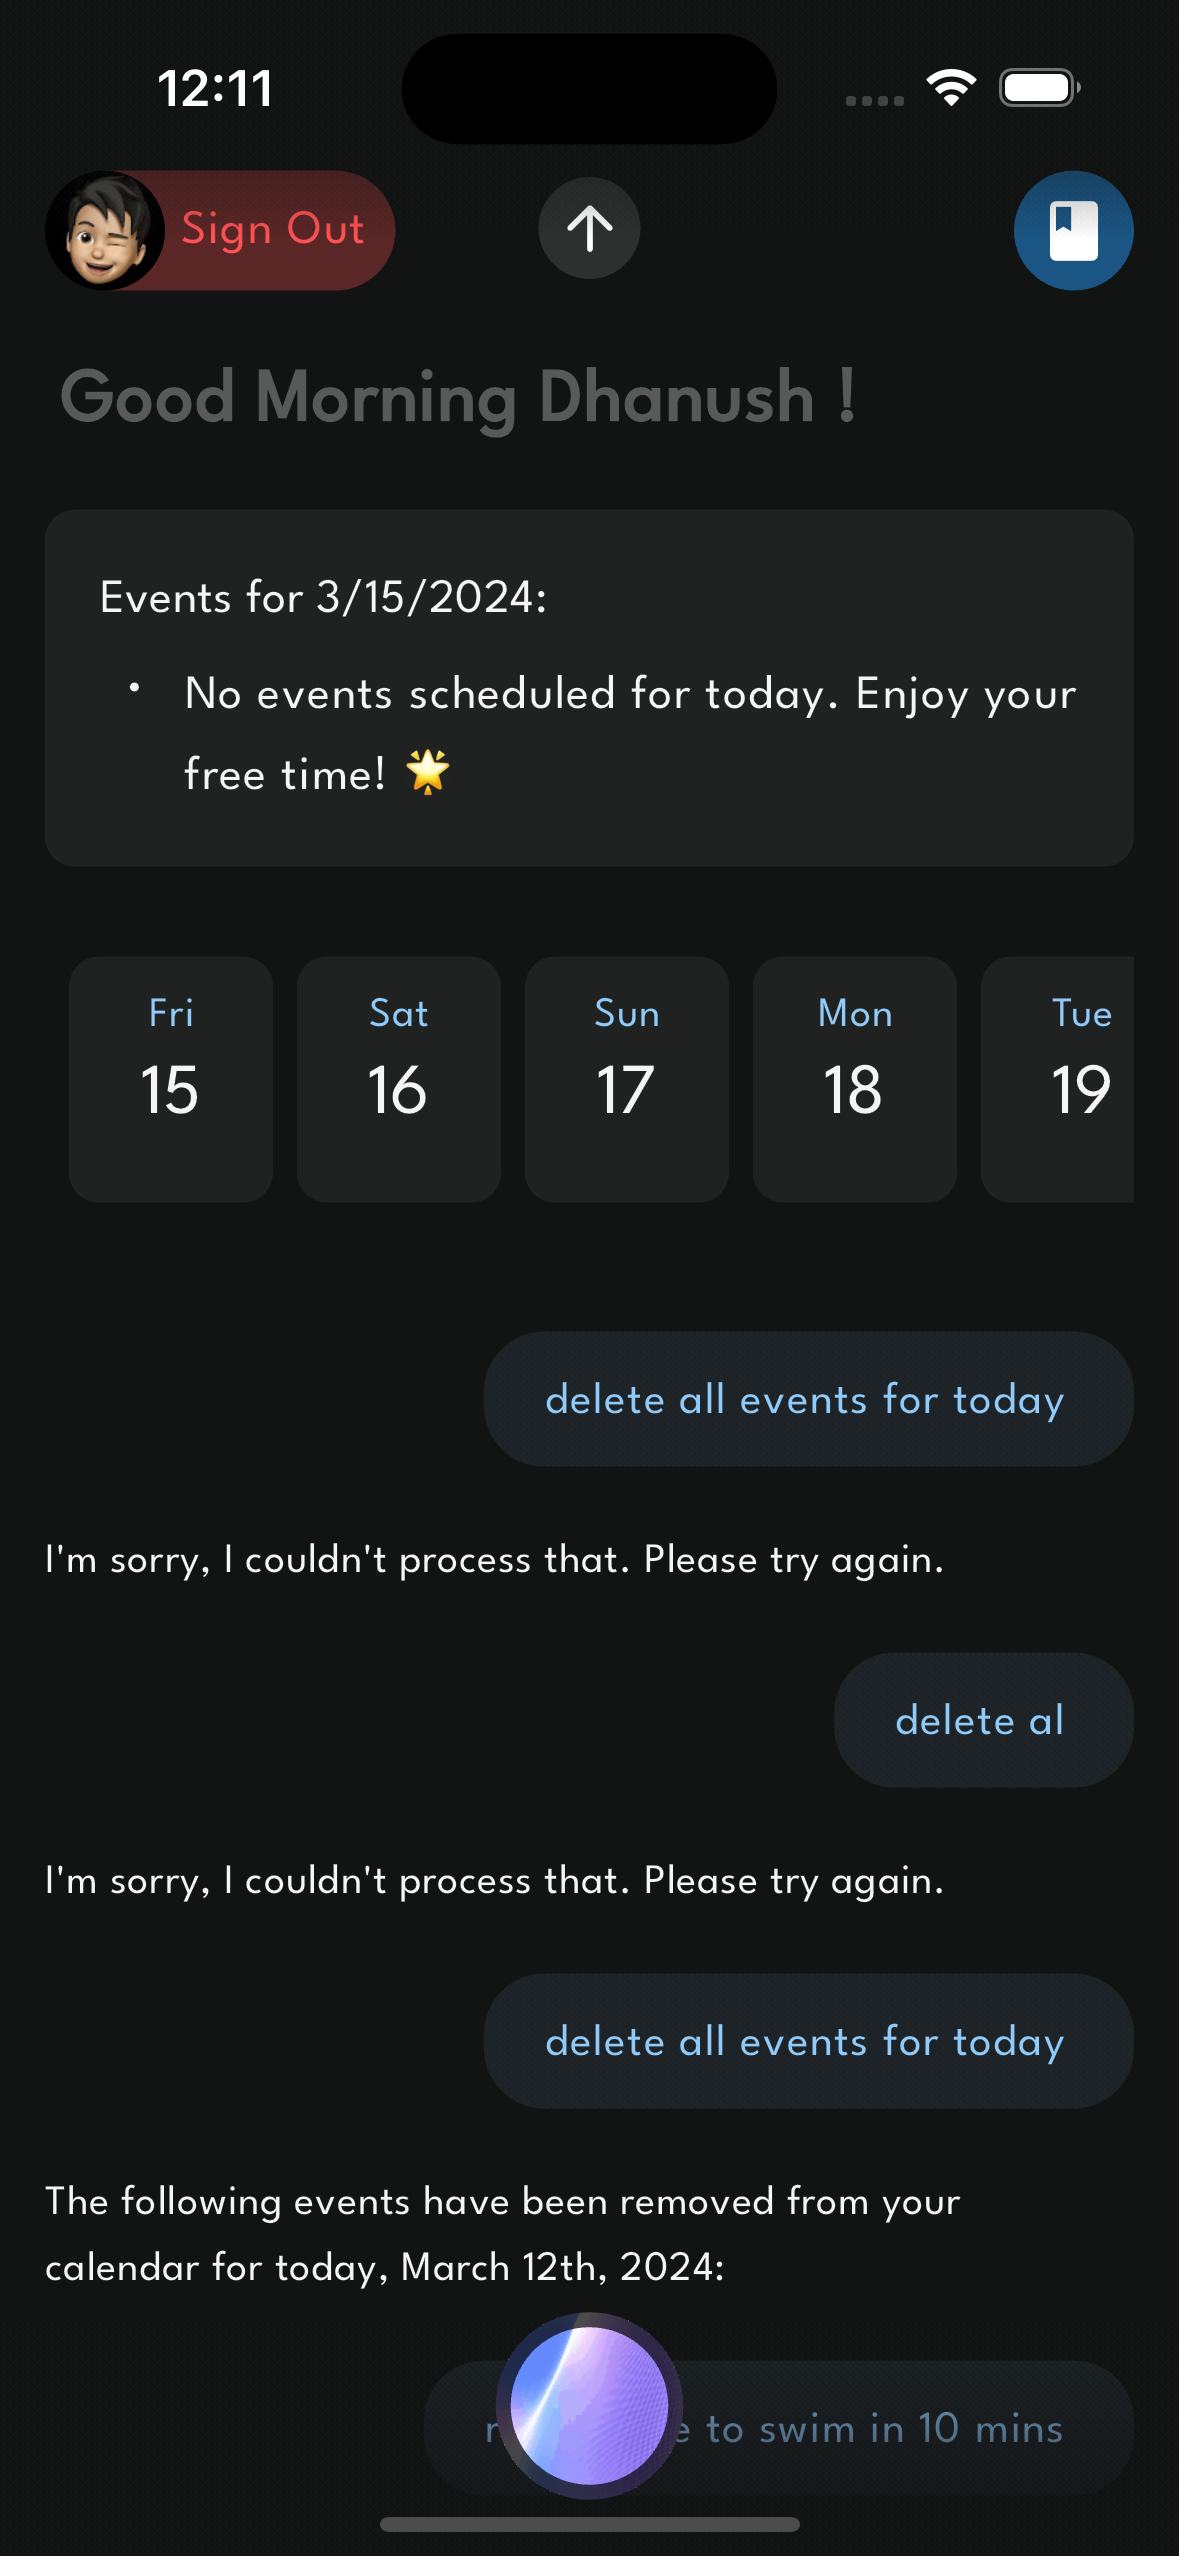 12:11
Sign Out
Good Morning Dhanush !
Events for 3/15/2024:
• No events scheduled for today. Enjoy your
free time! 🌟
Fri Sat Sun Mon Tue
15 16 17 18 19
delete all events for today
I'm sorry, I couldn't process that. Please try again.
delete al
I'm sorry, I couldn't process that. Please try again.
delete all events for today
The following events have been removed from your
calendar for today, March 12th, 2024:
to swim in 10 mins